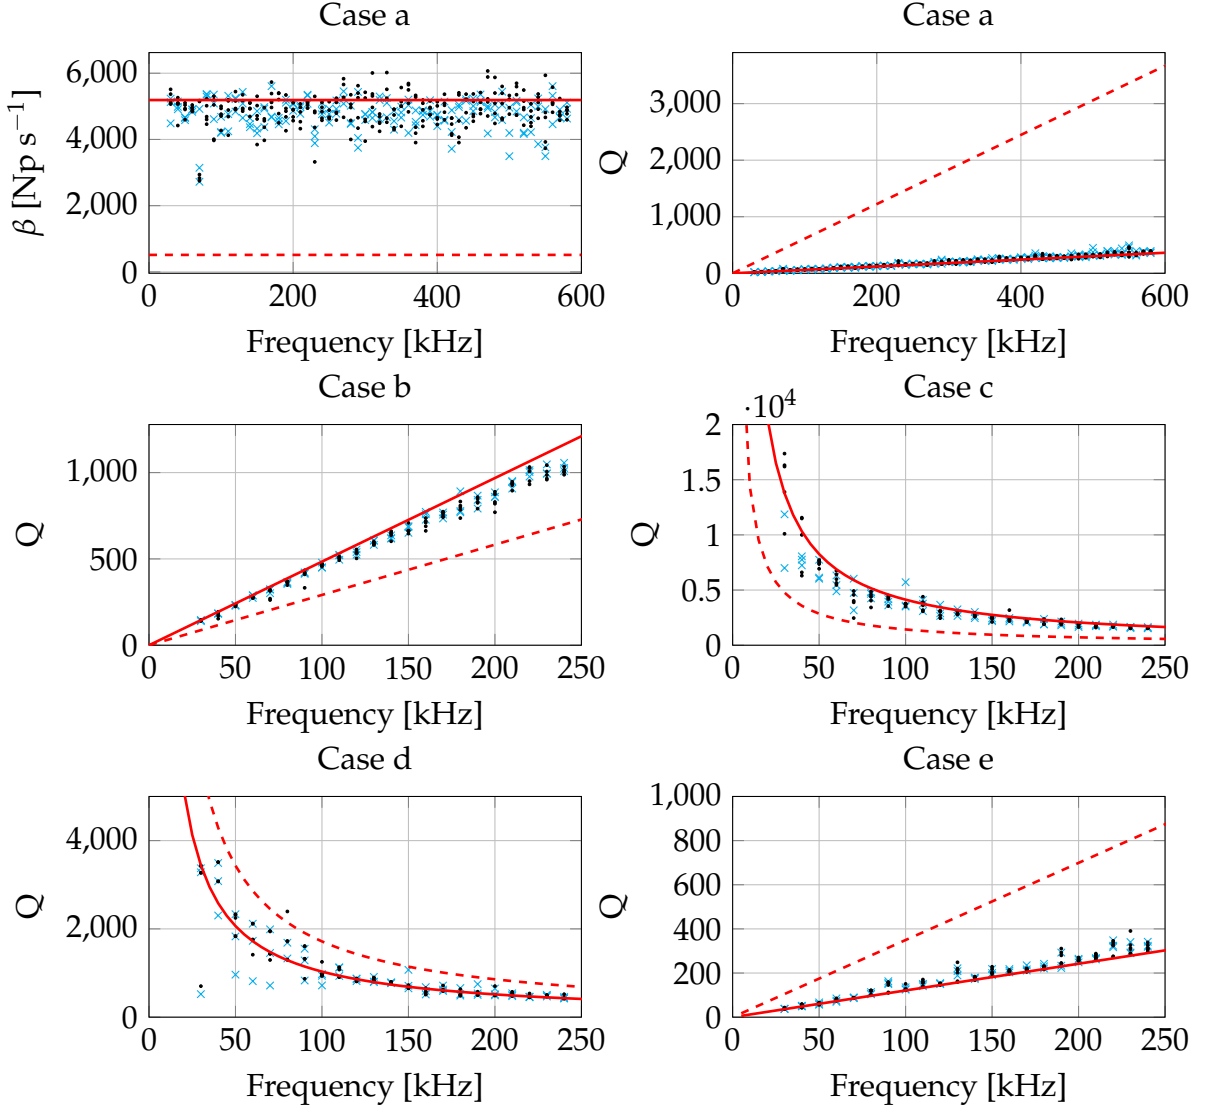 Case a
6,000
4,000
2,000
0
β [Np s⁻¹]
0 200 400 600
Frequency [kHz]
Case a
3,000
2,000
1,000
0
Q
0 200 400 600
Frequency [kHz]
Case b
1,000
500
0
Q
0 50 100 150 200 250
Frequency [kHz]
Case c
·10⁴
2
1.5
1
0.5
0
Q
0 50 100 150 200 250
Frequency [kHz]
Case d
4,000
2,000
0
Q
0 50 100 150 200 250
Frequency [kHz]
Case e
1,000
800
600
400
200
0
Q
0 50 100 150 200 250
Frequency [kHz]